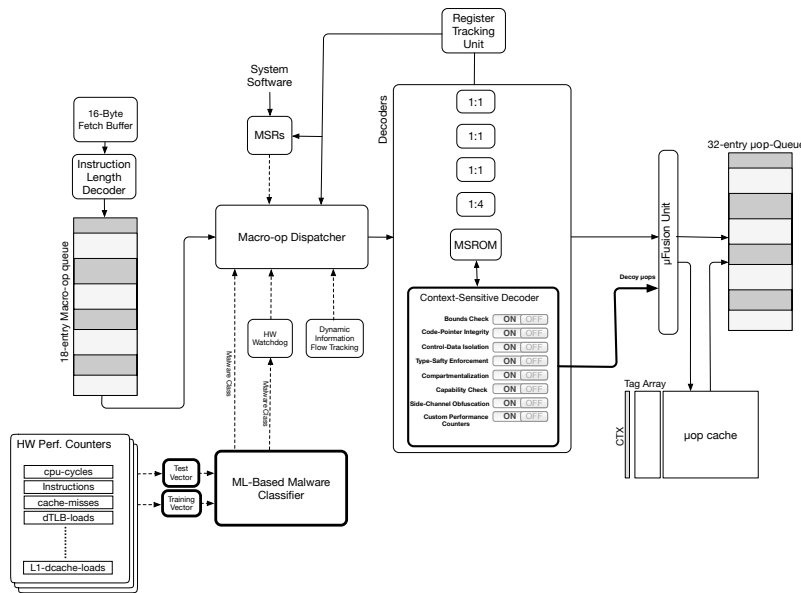 Register
Tracking
Unit
System
Software
16-Byte
Fetch Buffer
MSRs
Decoders
1:1
1:1
1:1
1:4
MSROM
Instruction
Length
Decoder
18-entry Macro-op queue
Macro-op Dispatcher
HW
Watchdog
Dynamic
Information
Flow Tracking
Malware Class
Malware Class
Context-Sensitive Decoder
Bounds Check ON OFF
Code-Pointer Integrity ON OFF
Control-Data Isolation ON OFF
Type-Safty Enforcement ON OFF
Compartmentalization ON OFF
Capability Check ON OFF
Side-Channel Obfuscation ON OFF
Custom Performance
Counters ON OFF
Decoy µops
µFusion Unit
32-entry µop-Queue
Tag Array
CTX
µop cache
HW Perf. Counters
cpu-cycles
Instructions
cache-misses
dTLB-loads
L1-dcache-loads
Test
Vector
Training
Vector
ML-Based Malware
Classifier